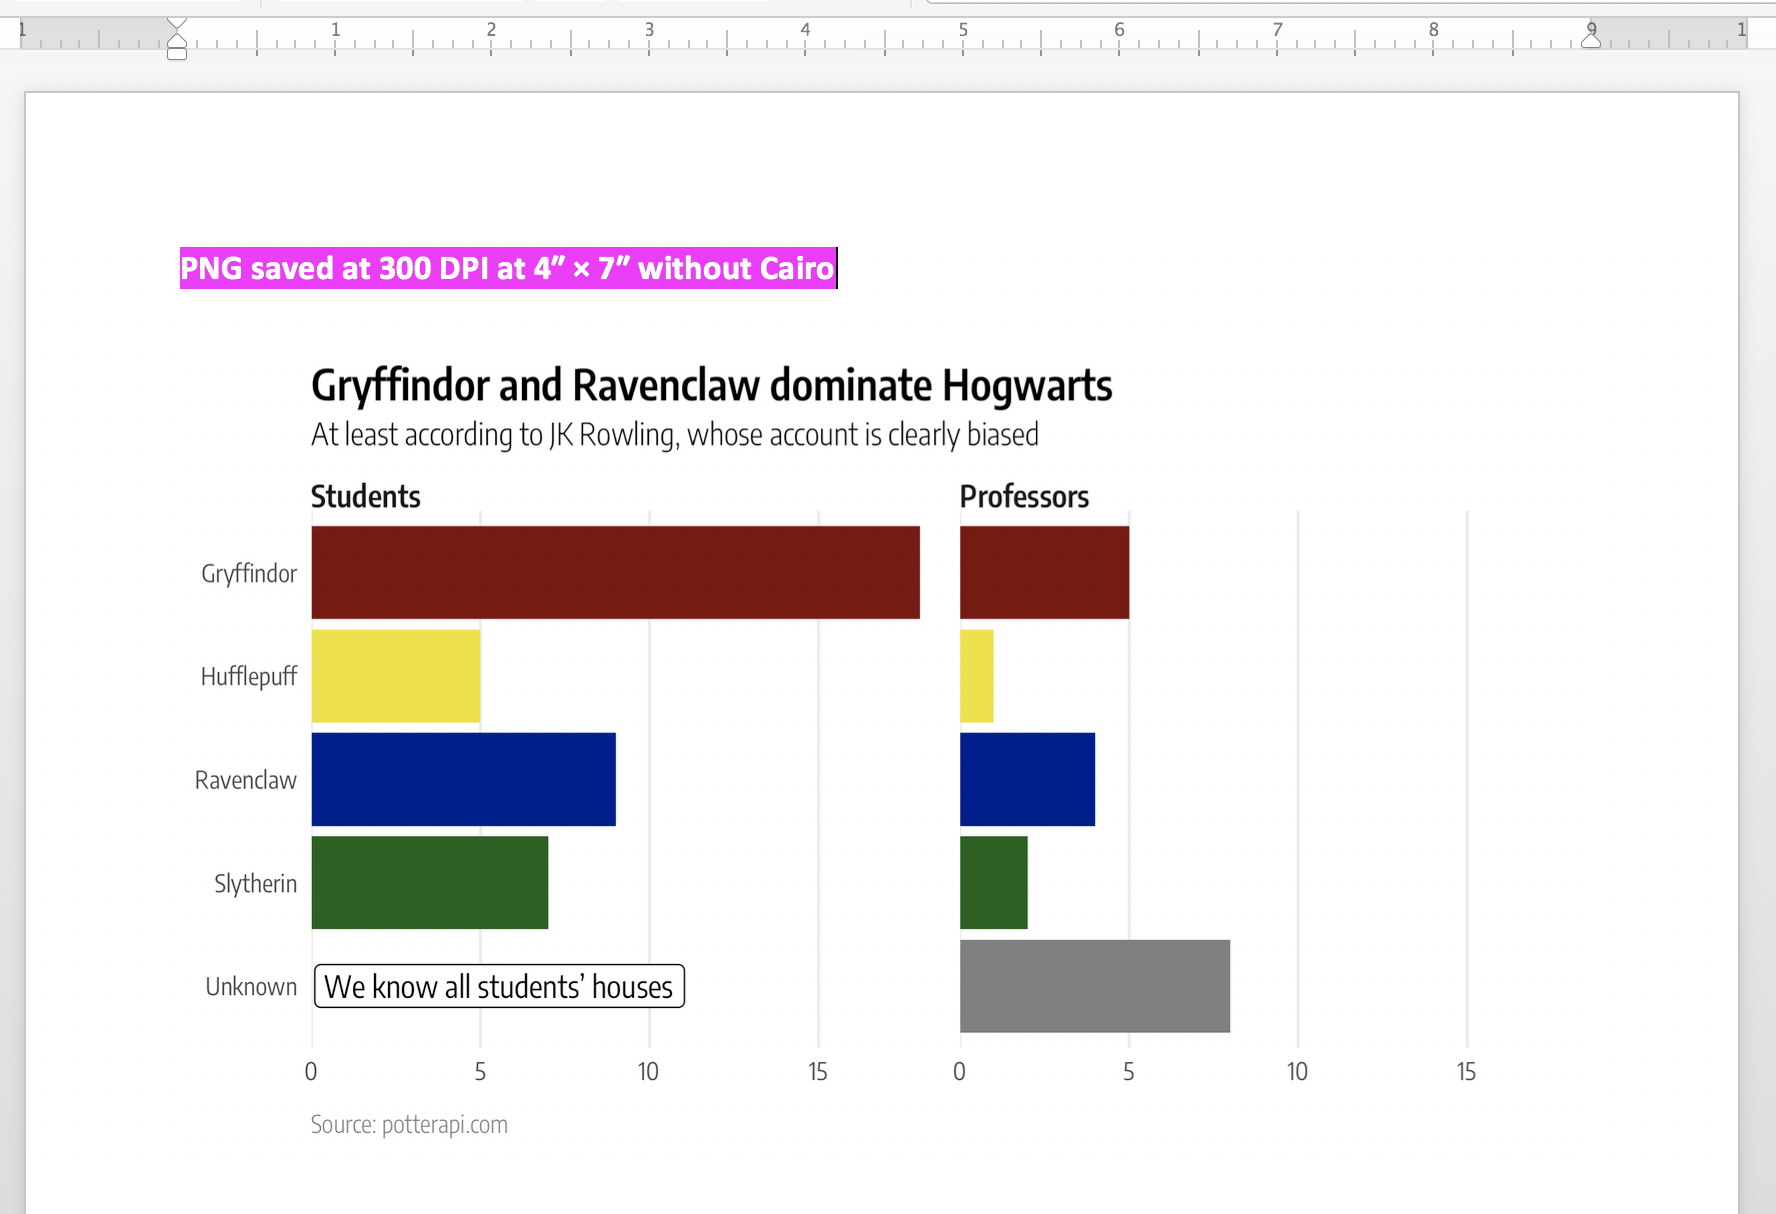 1 1 2 3 4 5 6 7 8 9 1
PNG saved at 300 DPI at 4″ × 7″ without Cairo
Gryffindor and Ravenclaw dominate Hogwarts
At least according to JK Rowling, whose account is clearly biased
Students Professors
Gryffindor
Hufflepuff
Ravenclaw
Slytherin
Unknown We know all students’ houses
0 5 10 15 0 5 10 15
Source: potterapi.com